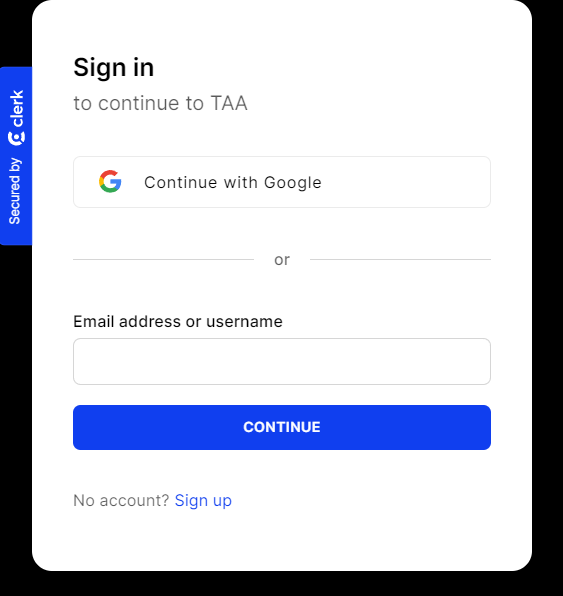 Sign in
to continue to TAA
Secured by clerk
Continue with Google
or
Email address or username
CONTINUE
No account? Sign up